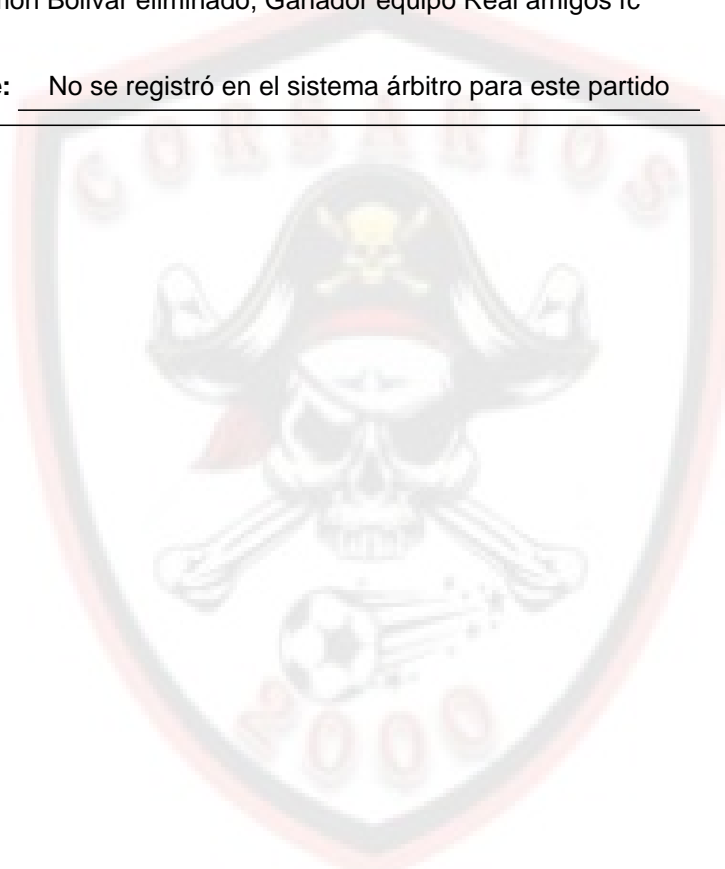 Bolivar eliminado, Ganador equipo Real amigos fc
No se registró en el sistema árbitro para este partido
CORSARIOS
2000